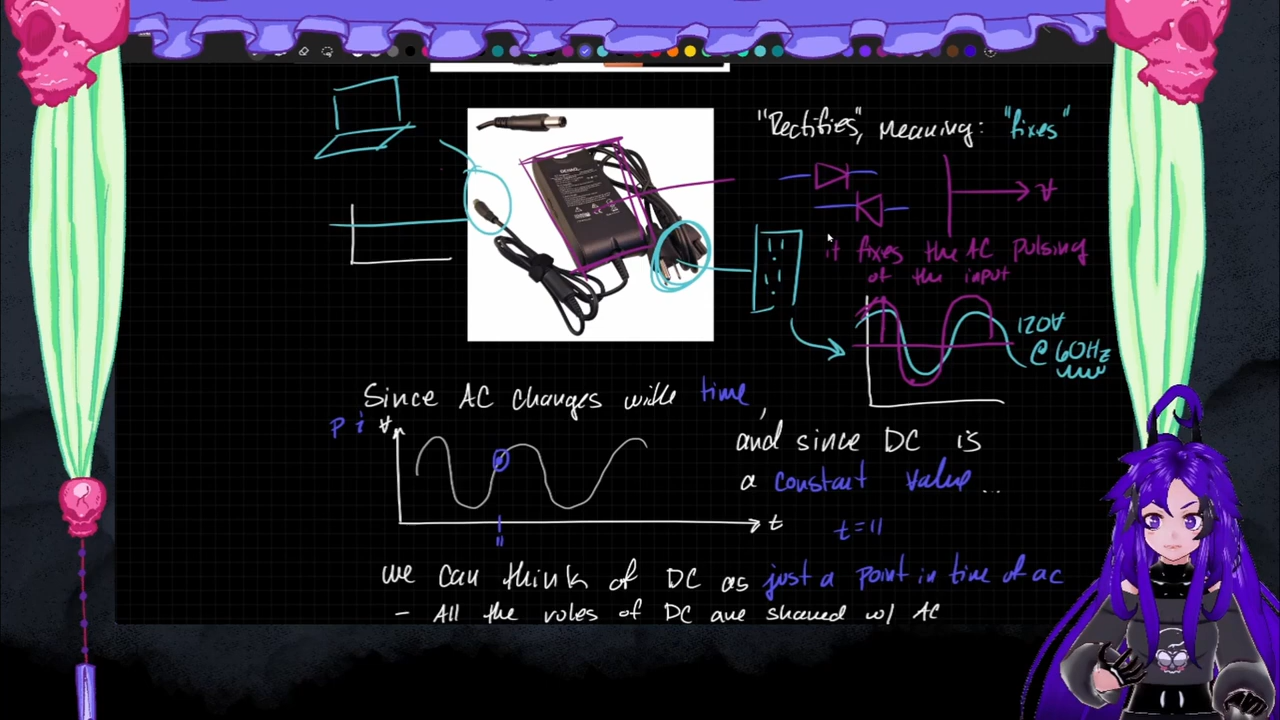 "Rectifies", meaning: "fixes"
it fixes the AC pulsing
of the input
120V
@ 60Hz
Since AC changes with time,
P i V
and since DC is
a constant value...
t
t=11
11
we can think of DC as just a point in time of ac
- All the rules of DC are shared w/ AC